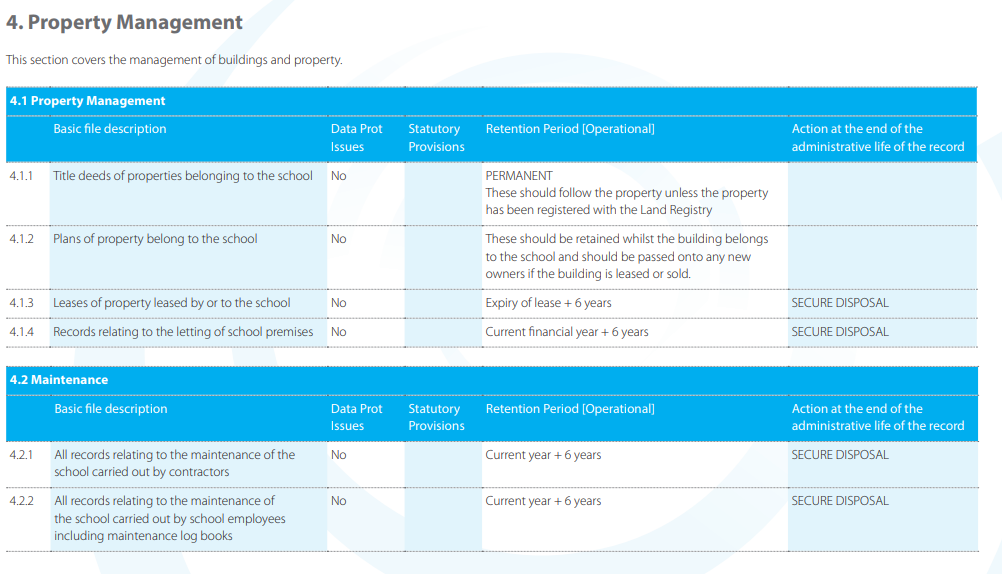 4. Property Management
This section covers the management of buildings and property.
4.1 Property Management
Basic file description Data Prot Issues Statutory Provisions Retention Period [Operational] Action at the end of the administrative life of the record
4.1.1 Title deeds of properties belonging to the school No PERMANENT
These should follow the property unless the property
has been registered with the Land Registry
4.1.2 Plans of property belong to the school No These should be retained whilst the building belongs
to the school and should be passed onto any new
owners if the building is leased or sold.
4.1.3 Leases of property leased by or to the school No Expiry of lease + 6 years SECURE DISPOSAL
4.1.4 Records relating to the letting of school premises No Current financial year + 6 years SECURE DISPOSAL
4.2 Maintenance
Basic file description Data Prot Issues Statutory Provisions Retention Period [Operational] Action at the end of the administrative life of the record
4.2.1 All records relating to the maintenance of the
school carried out by contractors No Current year + 6 years SECURE DISPOSAL
4.2.2 All records relating to the maintenance of
the school carried out by school employees
including maintenance log books No Current year + 6 years SECURE DISPOSAL